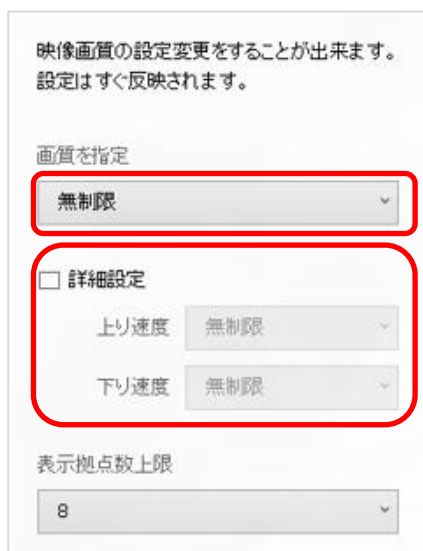 映像画質の設定変更をすることが出来ます。
設定はすぐ反映されます。
画質を指定
無制限
詳細設定
上り速度 無制限
下り速度 無制限
表示拠点数上限
8